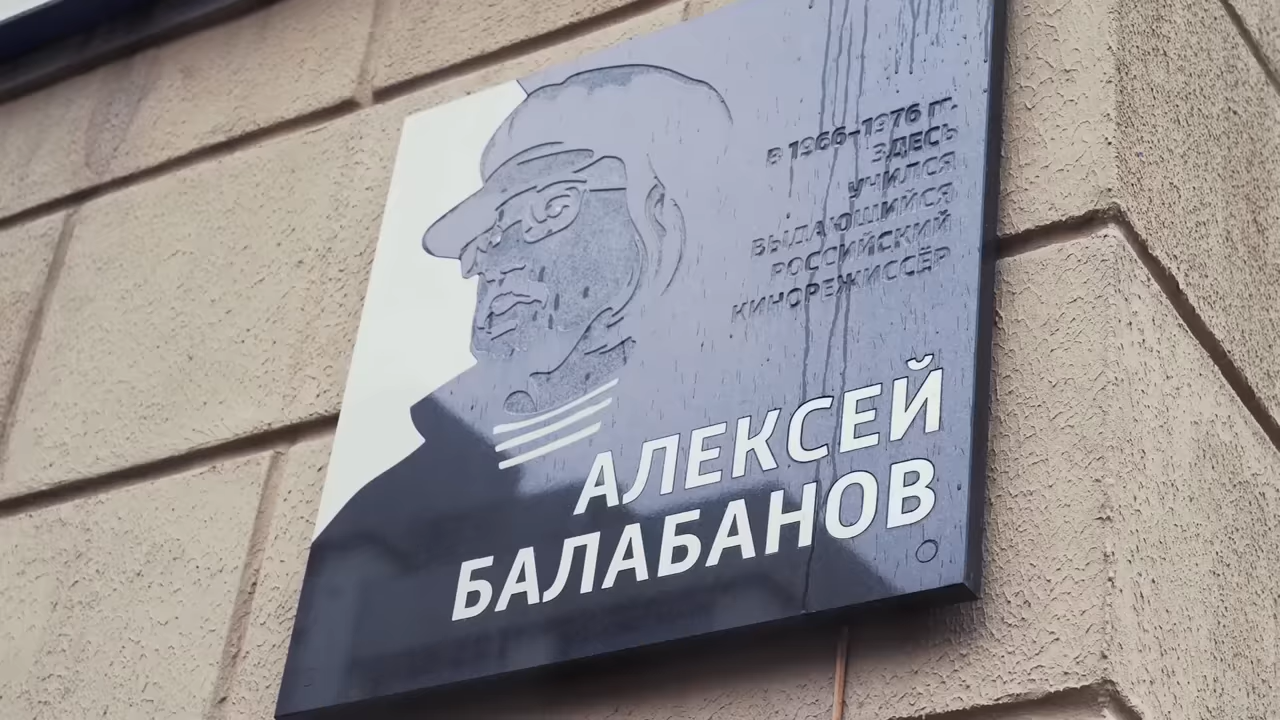 В 1966-1976 гг.
ЗДЕСЬ
УЧИЛСЯ
ВЫДАЮЩИЙСЯ
РОССИЙСКИЙ
КИНОРЕЖИССЁР
АЛЕКСЕЙ
БАЛАБАНОВ